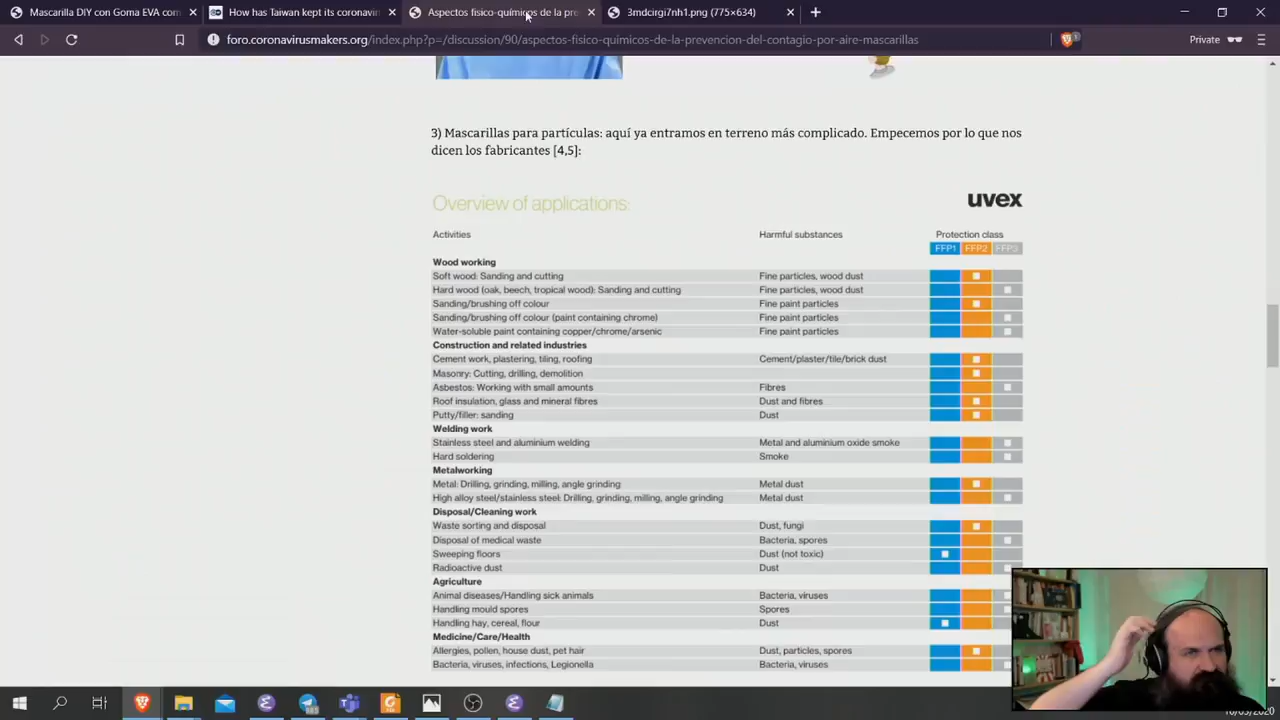 Mascarilla DIY con Goma EVA com
How has Taiwan kept its coronavir
Aspectos físico-químicos de la pre
3mdcirgi7nh1.png (775×634)
foro.coronavirusmakers.org/index.php?p=/discussion/90/aspectos-fisico-quimicos-de-la-prevencion-del-contagio-por-aire-mascarillas
Private
3) Mascarillas para partículas: aquí ya entramos en terreno más complicado. Empecemos por lo que nos
dicen los fabricantes [4,5]:
Overview of applications:
uvex
Activities Harmful substances Protection class
FFP1 FFP2 FFP3
Wood working
Soft wood: Sanding and cutting Fine particles, wood dust
Hard wood (oak, beech, tropical wood): Sanding and cutting Fine particles, wood dust
Sanding/brushing off colour Fine paint particles
Sanding/brushing off colour (paint containing chrome) Fine paint particles
Water-soluble paint containing copper/chrome/arsenic Fine paint particles
Construction and related industries
Cement work, plastering, tiling, roofing Cement/plaster/tile/brick dust
Masonry: Cutting, drilling, demolition
Asbestos: Working with small amounts Fibres
Roof insulation, glass and mineral fibres Dust and fibres
Putty/filler: sanding Dust
Welding work
Stainless steel and aluminium welding Metal and aluminium oxide smoke
Hard soldering Smoke
Metalworking
Metal: Drilling, grinding, milling, angle grinding Metal dust
High alloy steel/stainless steel: Drilling, grinding, milling, angle grinding Metal dust
Disposal/Cleaning work
Waste sorting and disposal Dust, fungi
Disposal of medical waste Bacteria, spores
Sweeping floors Dust (not toxic)
Radioactive dust Dust
Agriculture
Animal diseases/Handling sick animals Bacteria, viruses
Handling mould spores Spores
Handling hay, cereal, flour Dust
Medicine/Care/Health
Allergies, pollen, house dust, pet hair Dust, particles, spores
Bacteria, viruses, infections, Legionella Bacteria, viruses